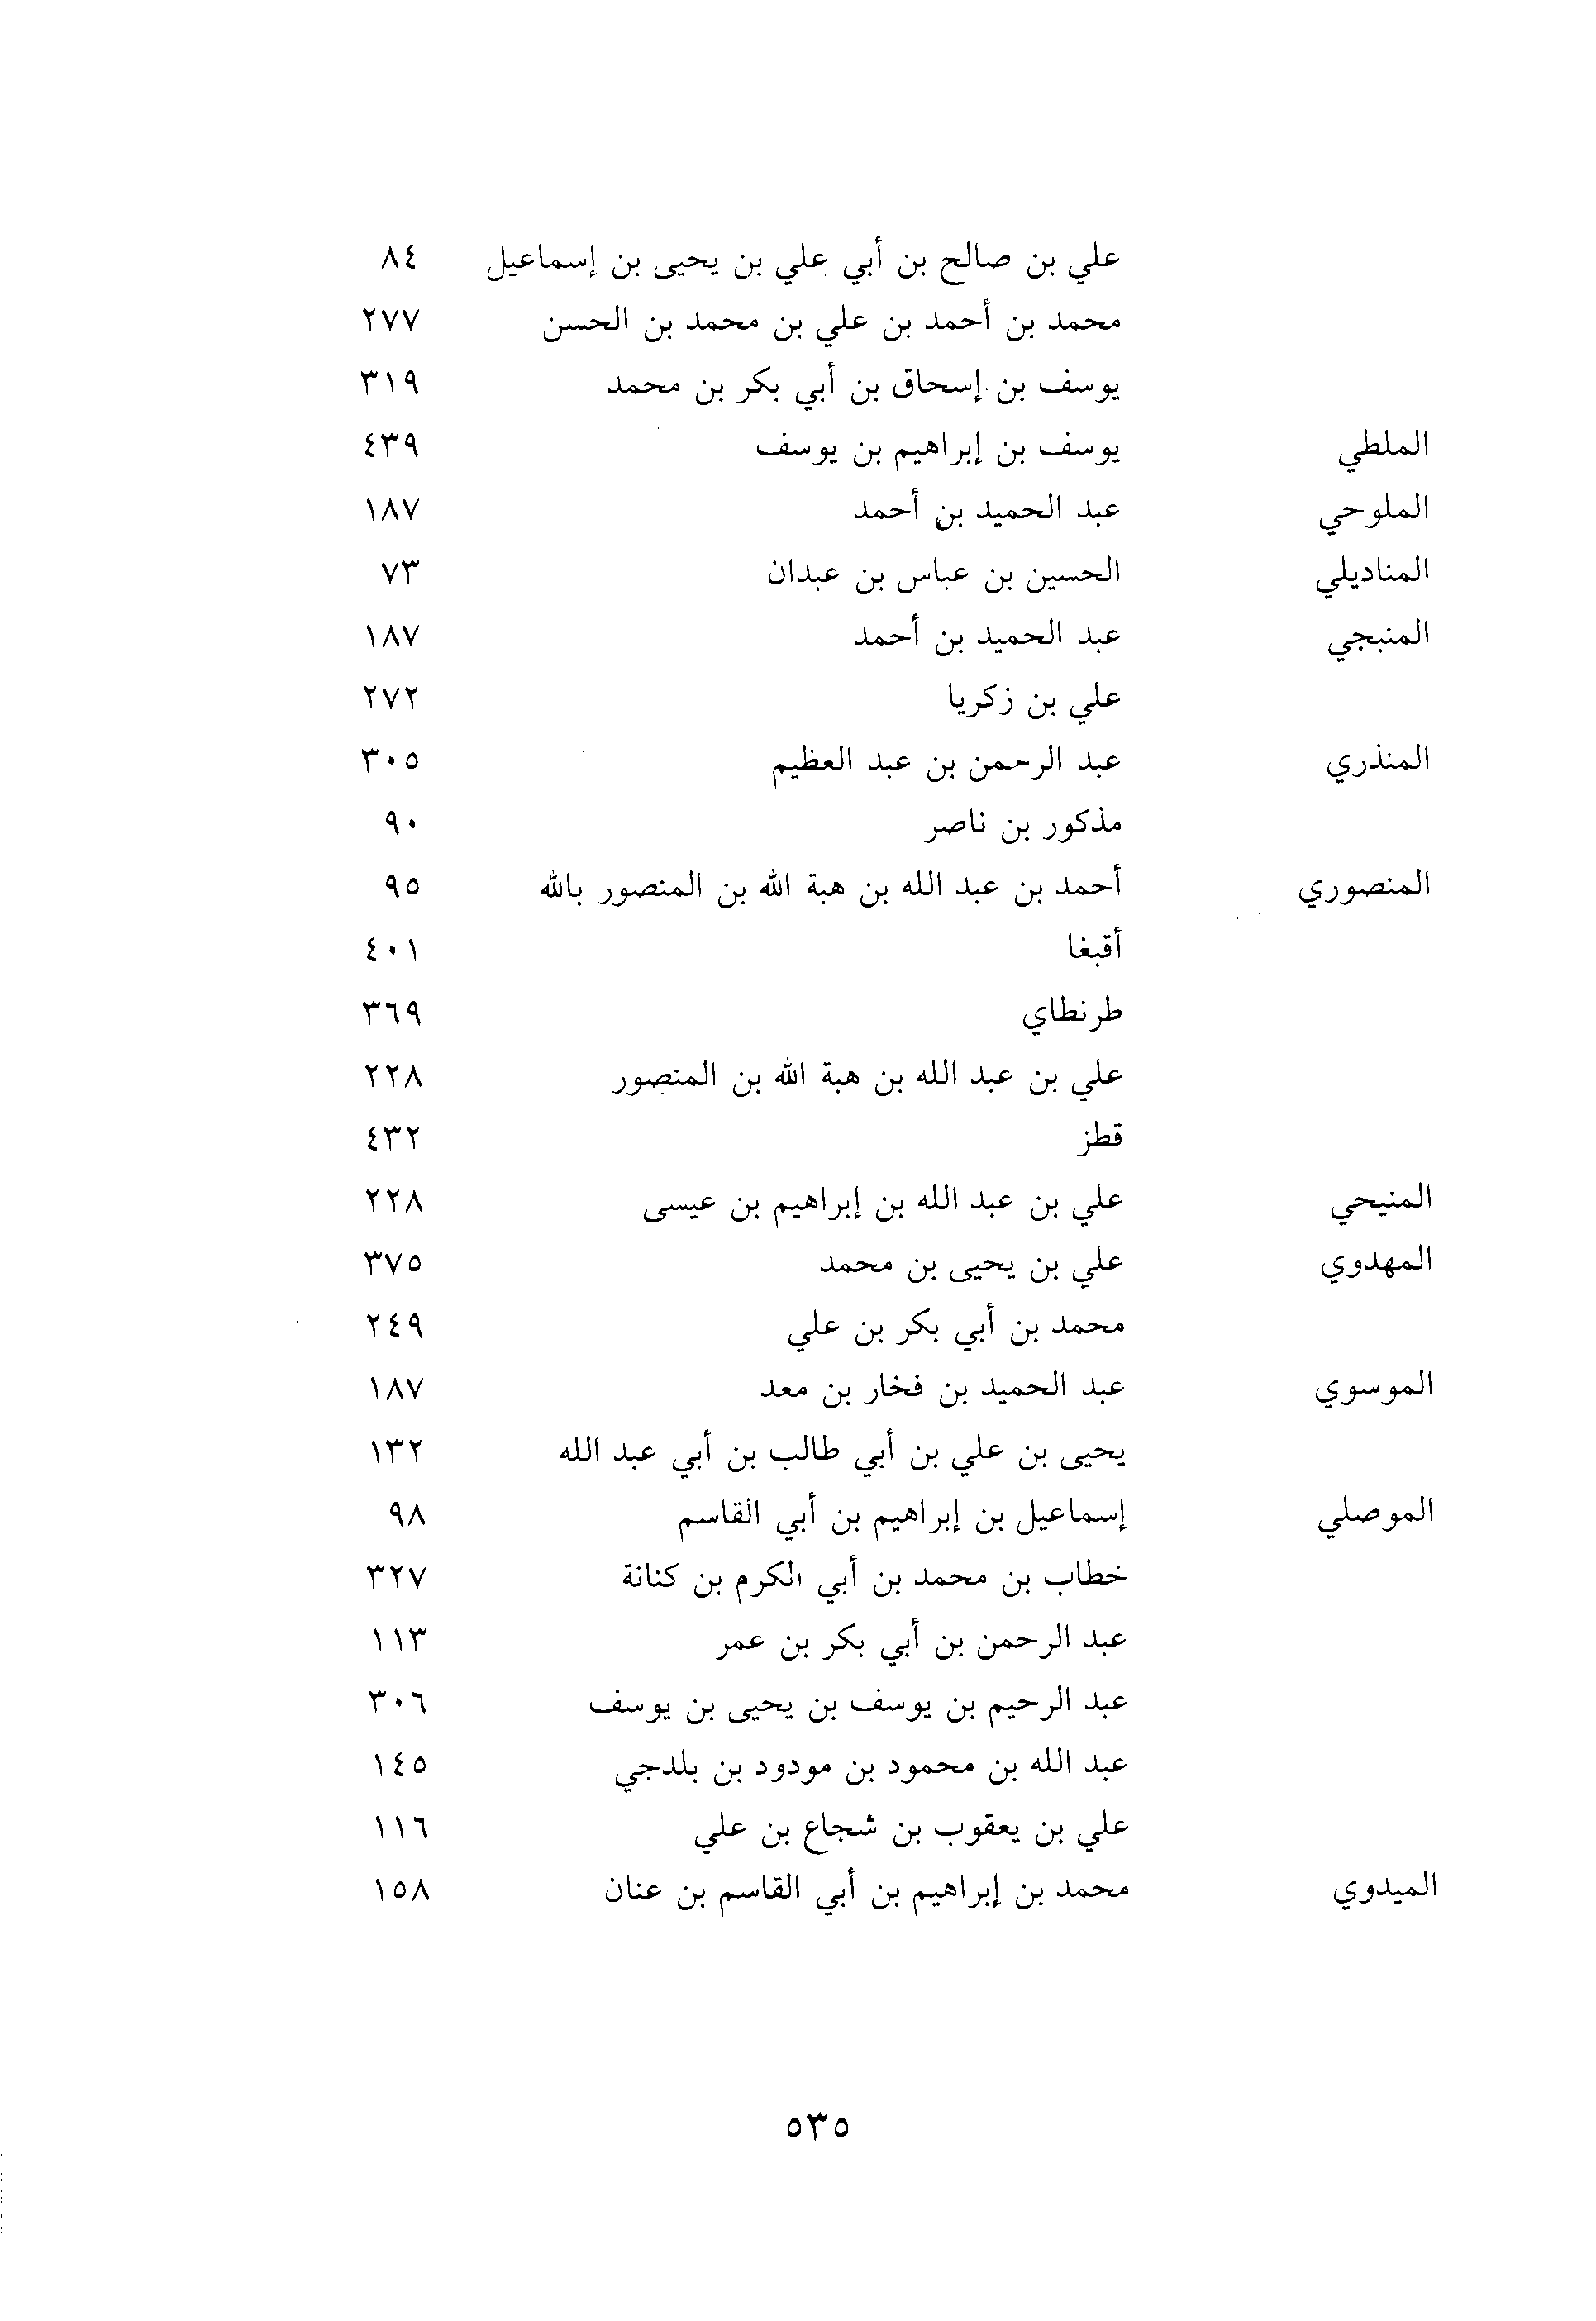 علي بن صالح بن أبي علي بن يحيى بن إسماعيل ٨٤
محمد بن أحمد بن علي بن محمد بن الحسن ٢٧٧
يوسف بن إسحاق بن أبي بكر بن محمد ٣١٩
الملطي يوسف بن إبراهيم بن يوسف ٤٣٩
الملوحي عبد الحميد بن أحمد ١٨٧
المناديلي الحسين بن عباس بن عبدان ٧٣
المنبجي عبد الحميد بن أحمد ١٨٧
علي بن زكريا ٢٧٢
المنذري عبد الرحمن بن عبد العظيم ٣٠٥
مذكور بن ناصر ٩٠
المنصوري أحمد بن عبد الله بن هبة الله بن المنصور بالله ٩٥
أقبغا ٤٠١
طرنطاي ٣٦٩
علي بن عبد الله بن هبة الله بن المنصور ٢٢٨
قطز ٤٣٢
المنيحي علي بن عبد الله بن إبراهيم بن عيسى ٢٢٨
المهدوي علي بن يحيى بن محمد ٣٧٥
محمد بن أبي بكر بن علي ٢٤٩
الموسوي عبد الحميد بن فخار بن معد ١٨٧
يحيى بن علي بن أبي طالب بن أبي عبد الله ١٣٢
الموصلي إسماعيل بن إبراهيم بن أبي القاسم ٩٨
خطاب بن محمد بن أبي الكرم بن كنانة ٣٢٧
عبد الرحمن بن أبي بكر بن عمر ١١٣
عبد الرحيم بن يوسف بن يحيى بن يوسف ٣٠٦
عبد الله بن محمود بن مودود بن بلدجي ١٤٥
علي بن يعقوب بن شجاع بن علي ١١٦
الميدوي محمد بن إبراهيم بن أبي القاسم بن عنان ١٥٨
٥٣٥